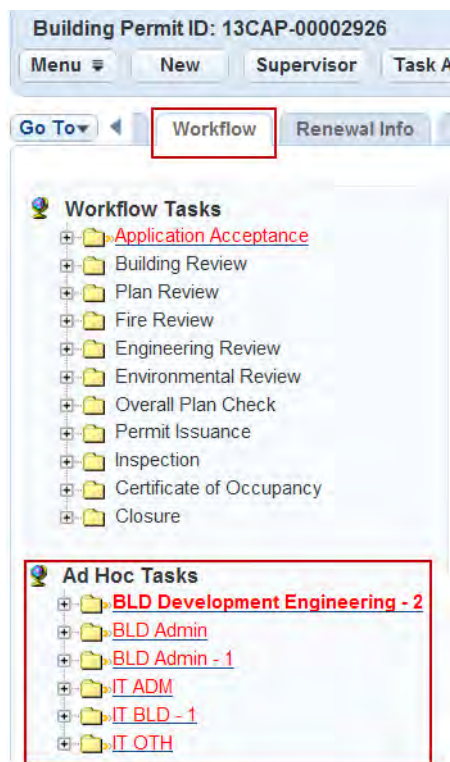 Building Permit ID: 13CAP-00002926
Menu New Supervisor Task A
Go To Workflow Renewal Info
Workflow Tasks
Application Acceptance
Building Review
Plan Review
Fire Review
Engineering Review
Environmental Review
Overall Plan Check
Permit Issuance
Inspection
Certificate of Occupancy
Closure
Ad Hoc Tasks
BLD Development Engineering - 2
BLD Admin
BLD Admin - 1
IT ADM
IT BLD - 1
IT OTH